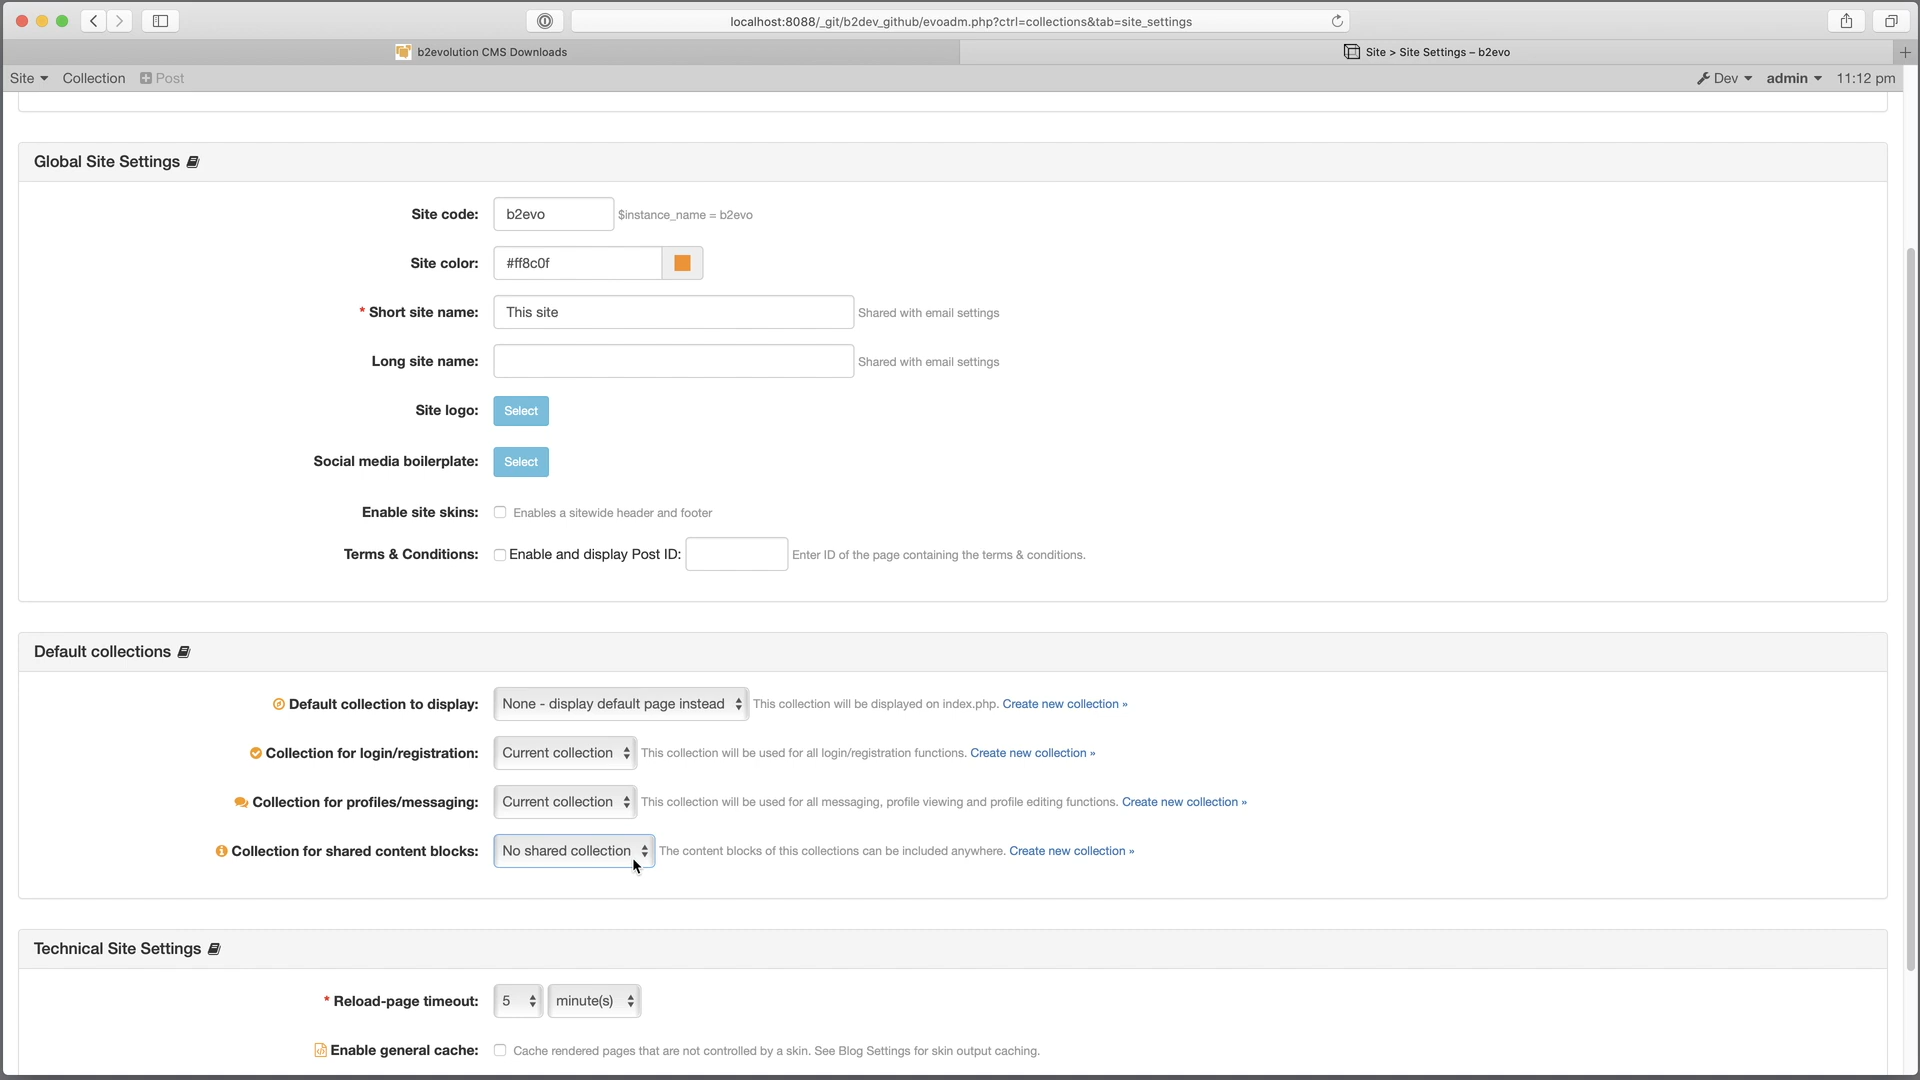 localhost:8088/_git/b2dev_github/evoadm.php?ctrl=collections&tab=site_settings
b2evolution CMS Downloads
Site > Site Settings – b2evo
Site Collection Post Dev admin 11:12 pm
Global Site Settings
Site code: b2evo $instance_name = b2evo
Site color: #ff8c0f
* Short site name: This site Shared with email settings
Long site name: Shared with email settings
Site logo: Select
Social media boilerplate: Select
Enable site skins: Enables a sitewide header and footer
Terms & Conditions: Enable and display Post ID: Enter ID of the page containing the terms & conditions.
Default collections
Default collection to display: None - display default page instead This collection will be displayed on index.php. Create new collection »
Collection for login/registration: Current collection This collection will be used for all login/registration functions. Create new collection »
Collection for profiles/messaging: Current collection This collection will be used for all messaging, profile viewing and profile editing functions. Create new collection »
Collection for shared content blocks: No shared collection The content blocks of this collections can be included anywhere. Create new collection »
Technical Site Settings
* Reload-page timeout: 5 minute(s)
Enable general cache: Cache rendered pages that are not controlled by a skin. See Blog Settings for skin output caching.